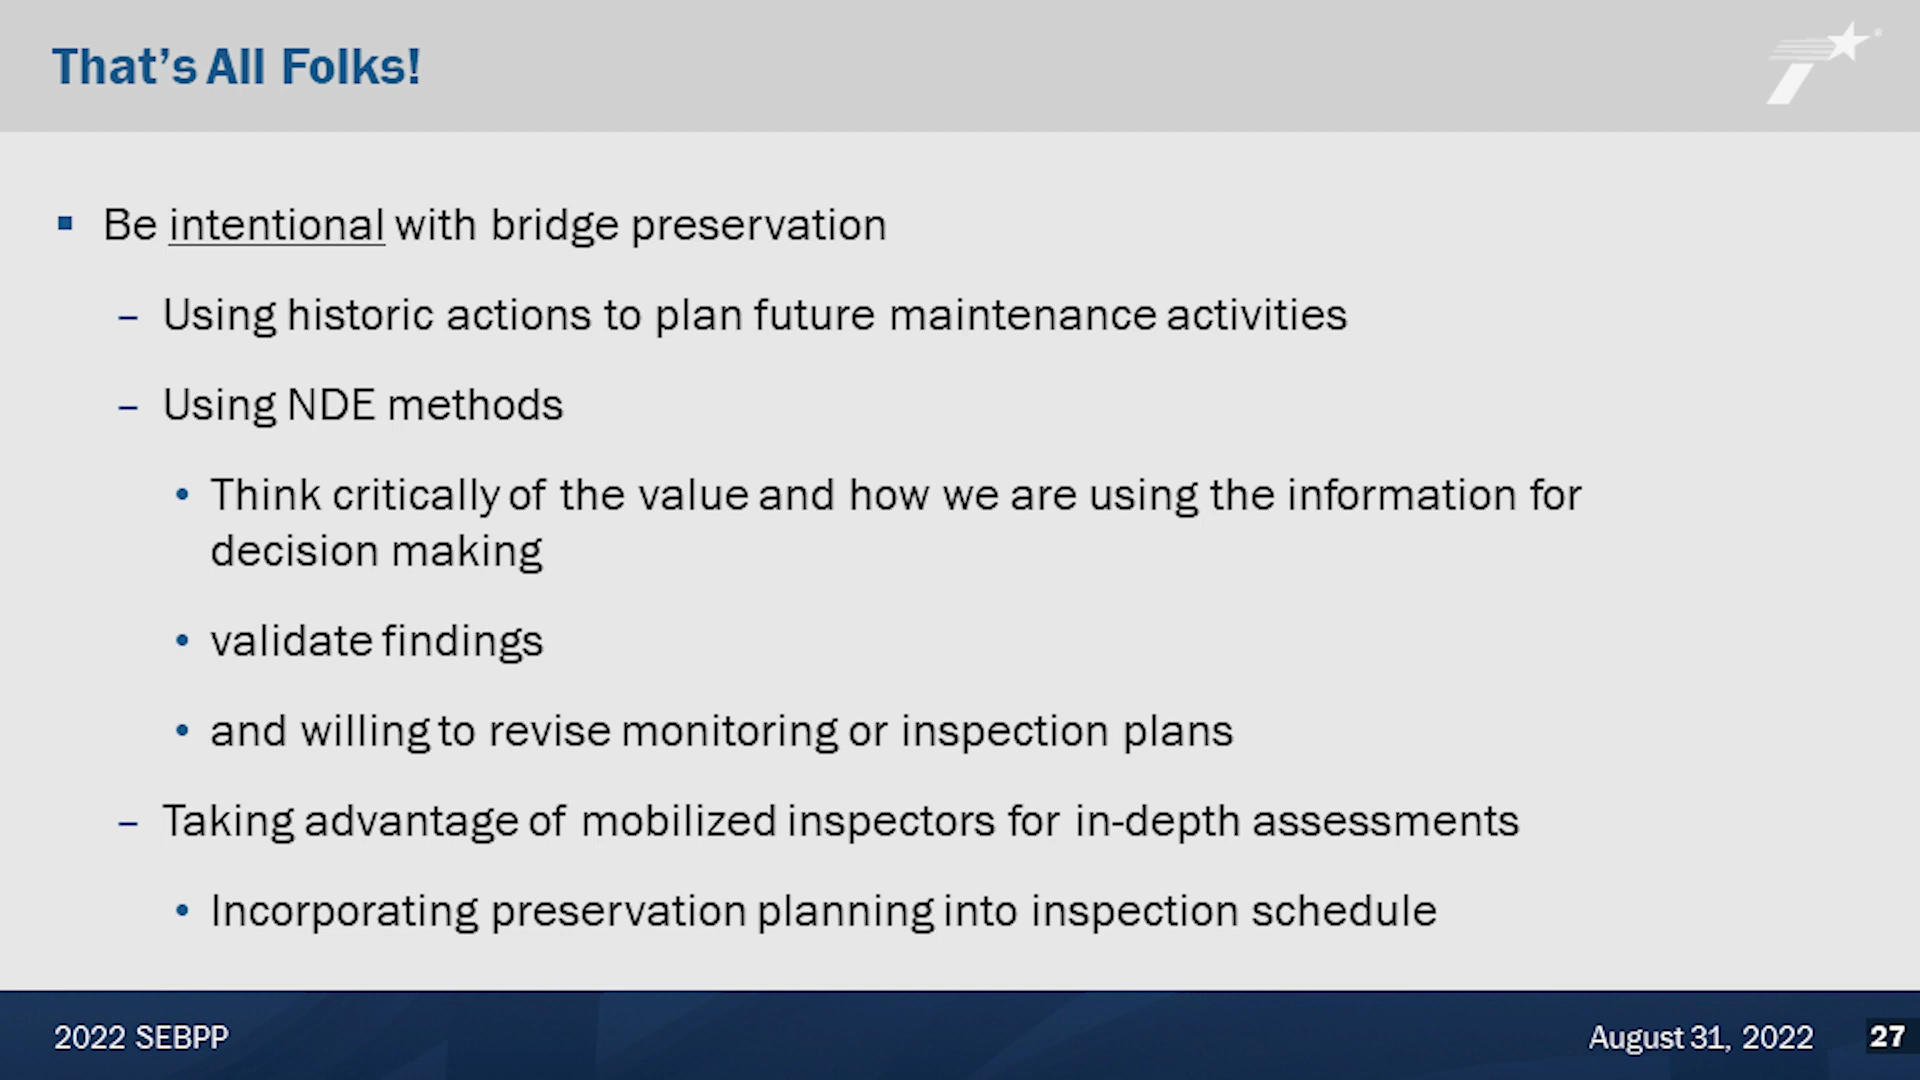 That's All Folks!
Be intentional with bridge preservation
– Using historic actions to plan future maintenance activities
– Using NDE methods
• Think critically of the value and how we are using the information for
decision making
• validate findings
• and willing to revise monitoring or inspection plans
– Taking advantage of mobilized inspectors for in-depth assessments
• Incorporating preservation planning into inspection schedule
2022 SEBPP
August 31, 2022
27